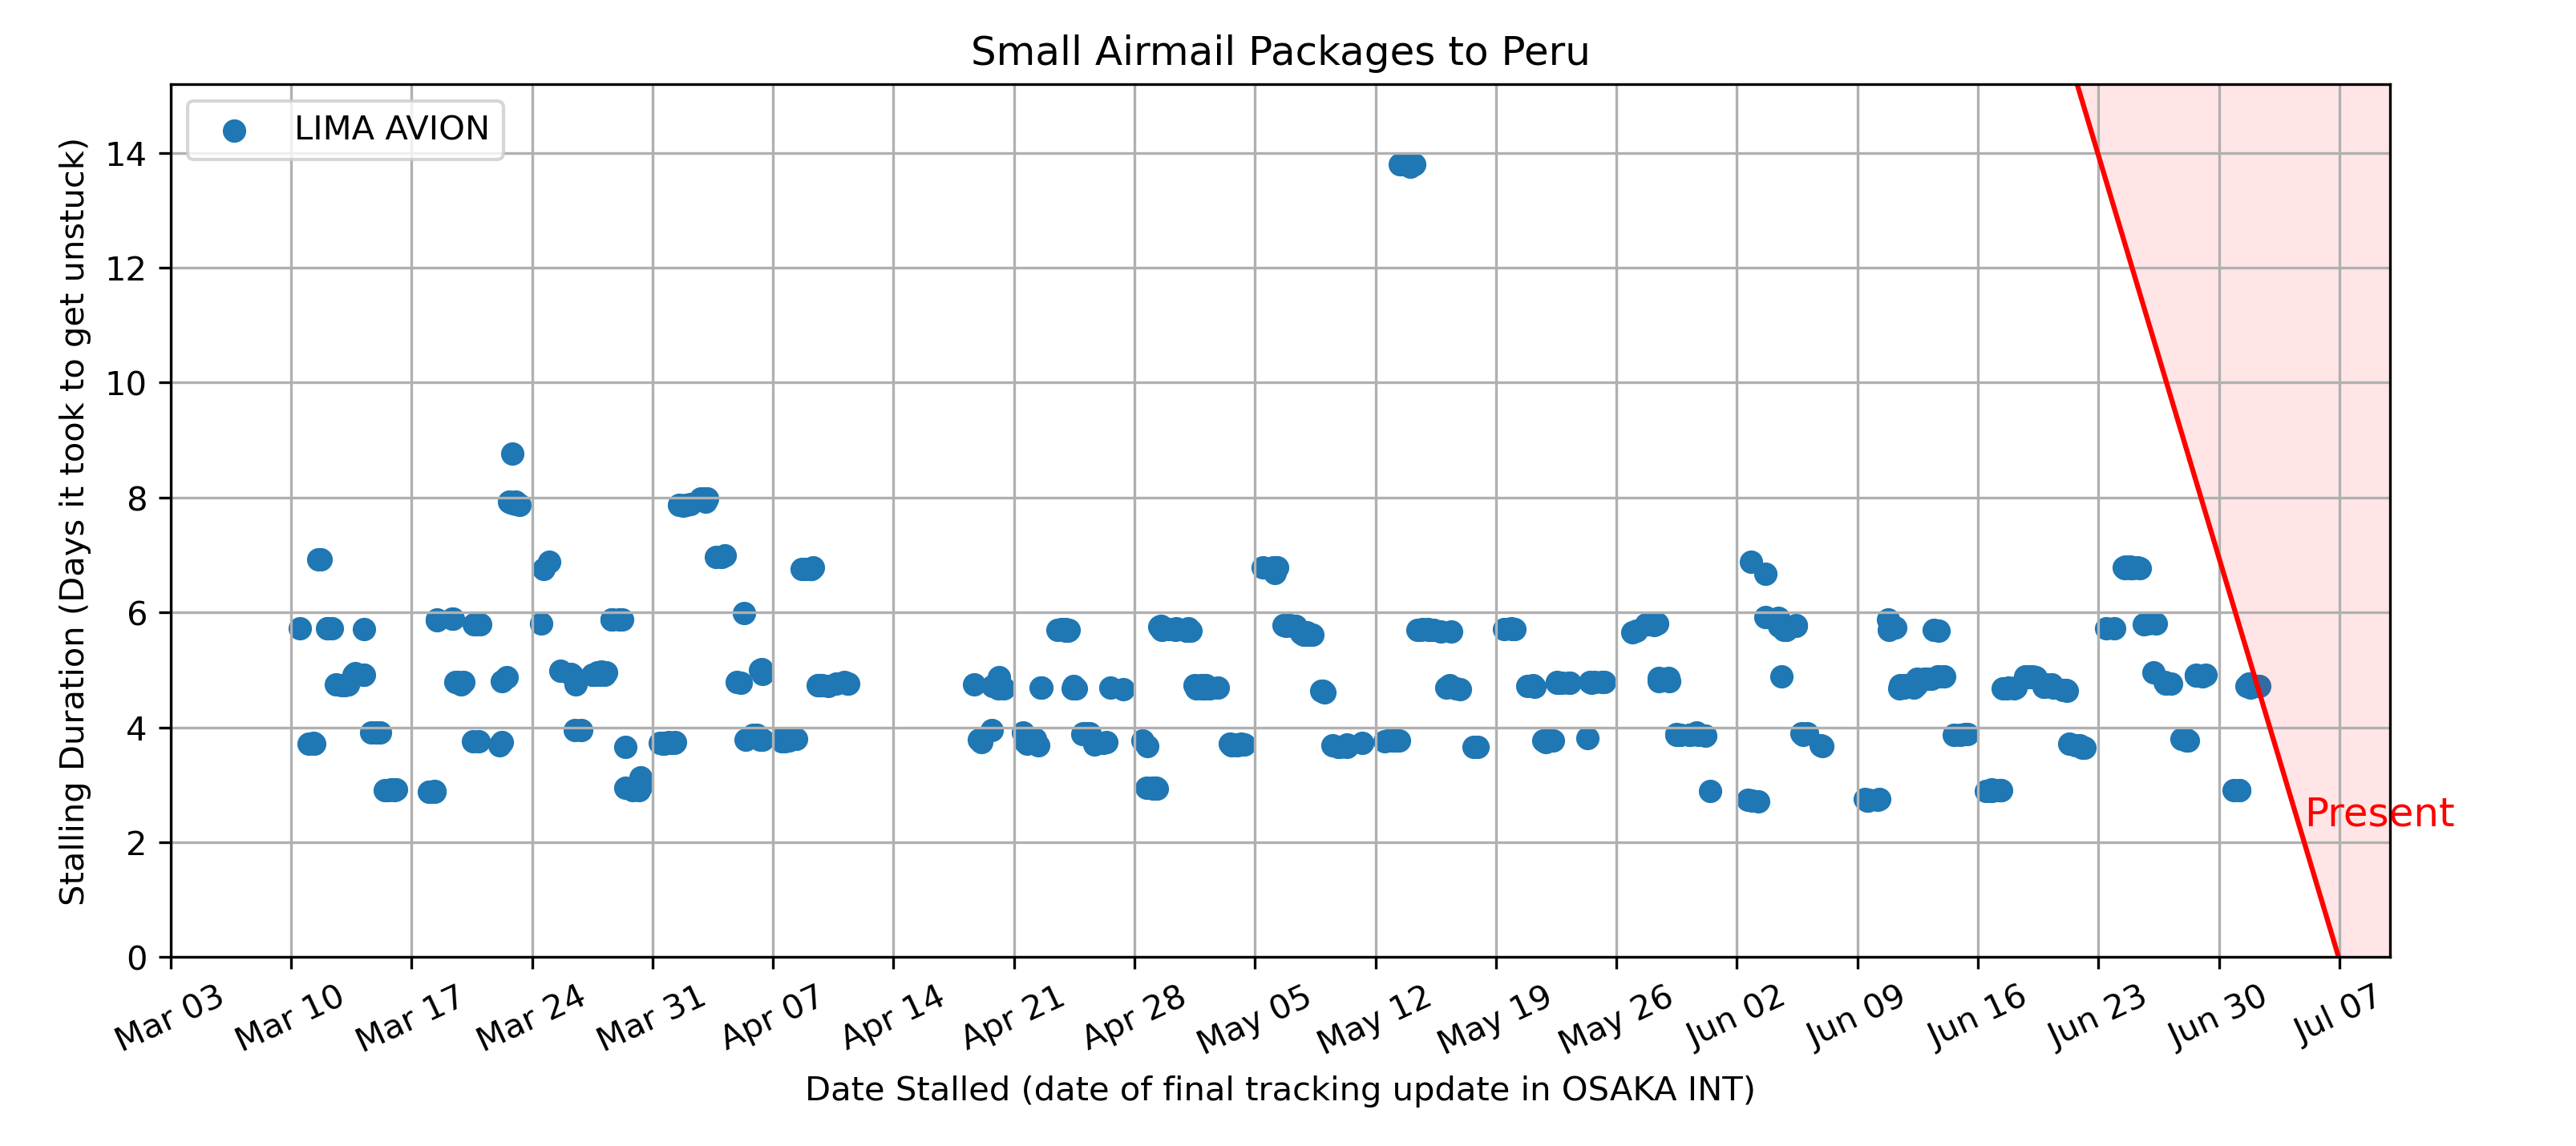 Small Airmail Packages to Peru
LIMA AVION
Stalling Duration (Days it took to get unstuck)
14
12
10
8
6
4
2
0
Present
Mar 03
Mar 10
Mar 17
Mar 24
Mar 31
Apr 07
Apr 14
Apr 21
Apr 28
May 05
May 12
May 19
May 26
Jun 02
Jun 09
Jun 16
Jun 23
Jun 30
Jul 07
Date Stalled (date of final tracking update in OSAKA INT)